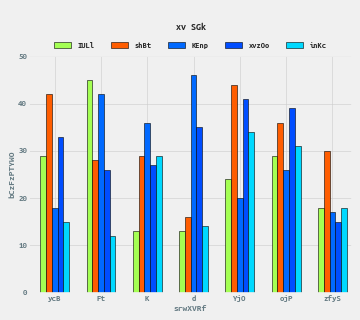 xv SGk
IULl shBt KEnp xvzOo inKc
50
40
30
20
10
0
bCzFzPTYWO
ycB Ft K d YjO ojP zfyS
srwXVRf